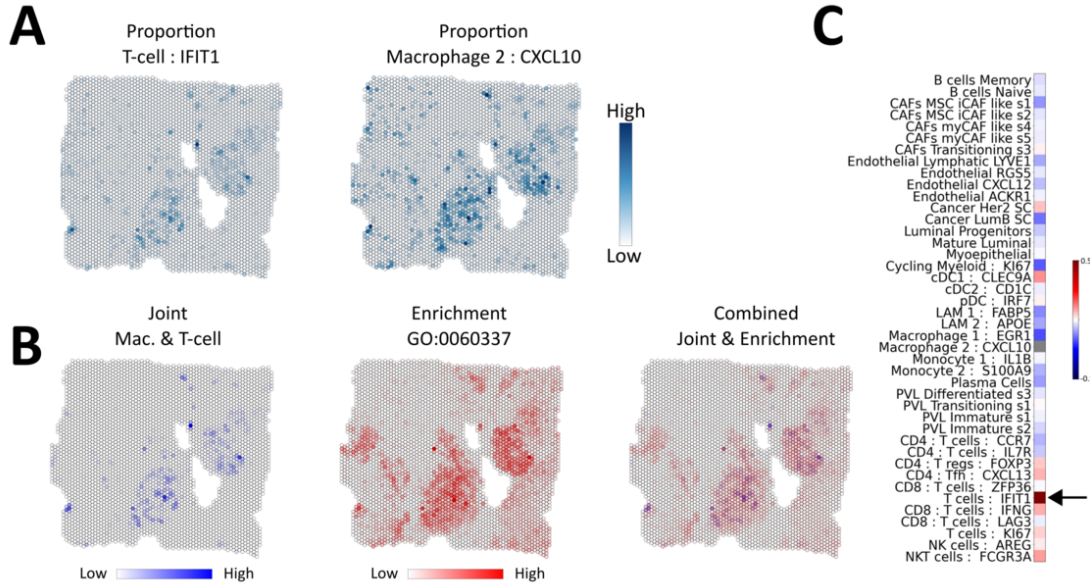 A
Proportion
T-cell : IFIT1
Proportion
Macrophage 2 : CXCL10
High
Low
B
Joint
Mac. & T-cell
Enrichment
GO:0060337
Combined
Joint & Enrichment
Low High
Low High
C
B cells Memory
B cells Naive
CAFs MSC iCAF like s1
CAFs MSC iCAF like s2
CAFs myCAF like s4
CAFs myCAF like s5
CAFs Transitioning s3
Endothelial Lymphatic LYVE1
Endothelial RGS5
Endothelial CXCL12
Endothelial ACKR1
Cancer Her2 SC
Cancer LumB SC
Luminal Progenitors
Mature Luminal
Myoepithelial
Cycling Myeloid : KI67
cDC1 : CLEC9A
cDC2 : CD1C
pDC : IRF7
LAM 1 : FABP5
LAM 2 : APOE
Macrophage 1 : EGR1
Macrophage 2 : CXCL10
Monocyte 1 : IL1B
Monocyte 2 : S100A9
Plasma Cells
PVL Differentiated s3
PVL Transitioning s1
PVL Immature s1
PVL Immature s2
CD4 : T cells : CCR7
CD4 : T cells : IL7R
CD4 : T regs : FOXP3
CD4 : Tfh : CXCL13
CD8 : T cells : ZFP36
T cells : IFIT1
CD8 : T cells : IFNG
CD8 : T cells : LAG3
T cells : KI67
NK cells : AREG
NKT cells : FCGR3A